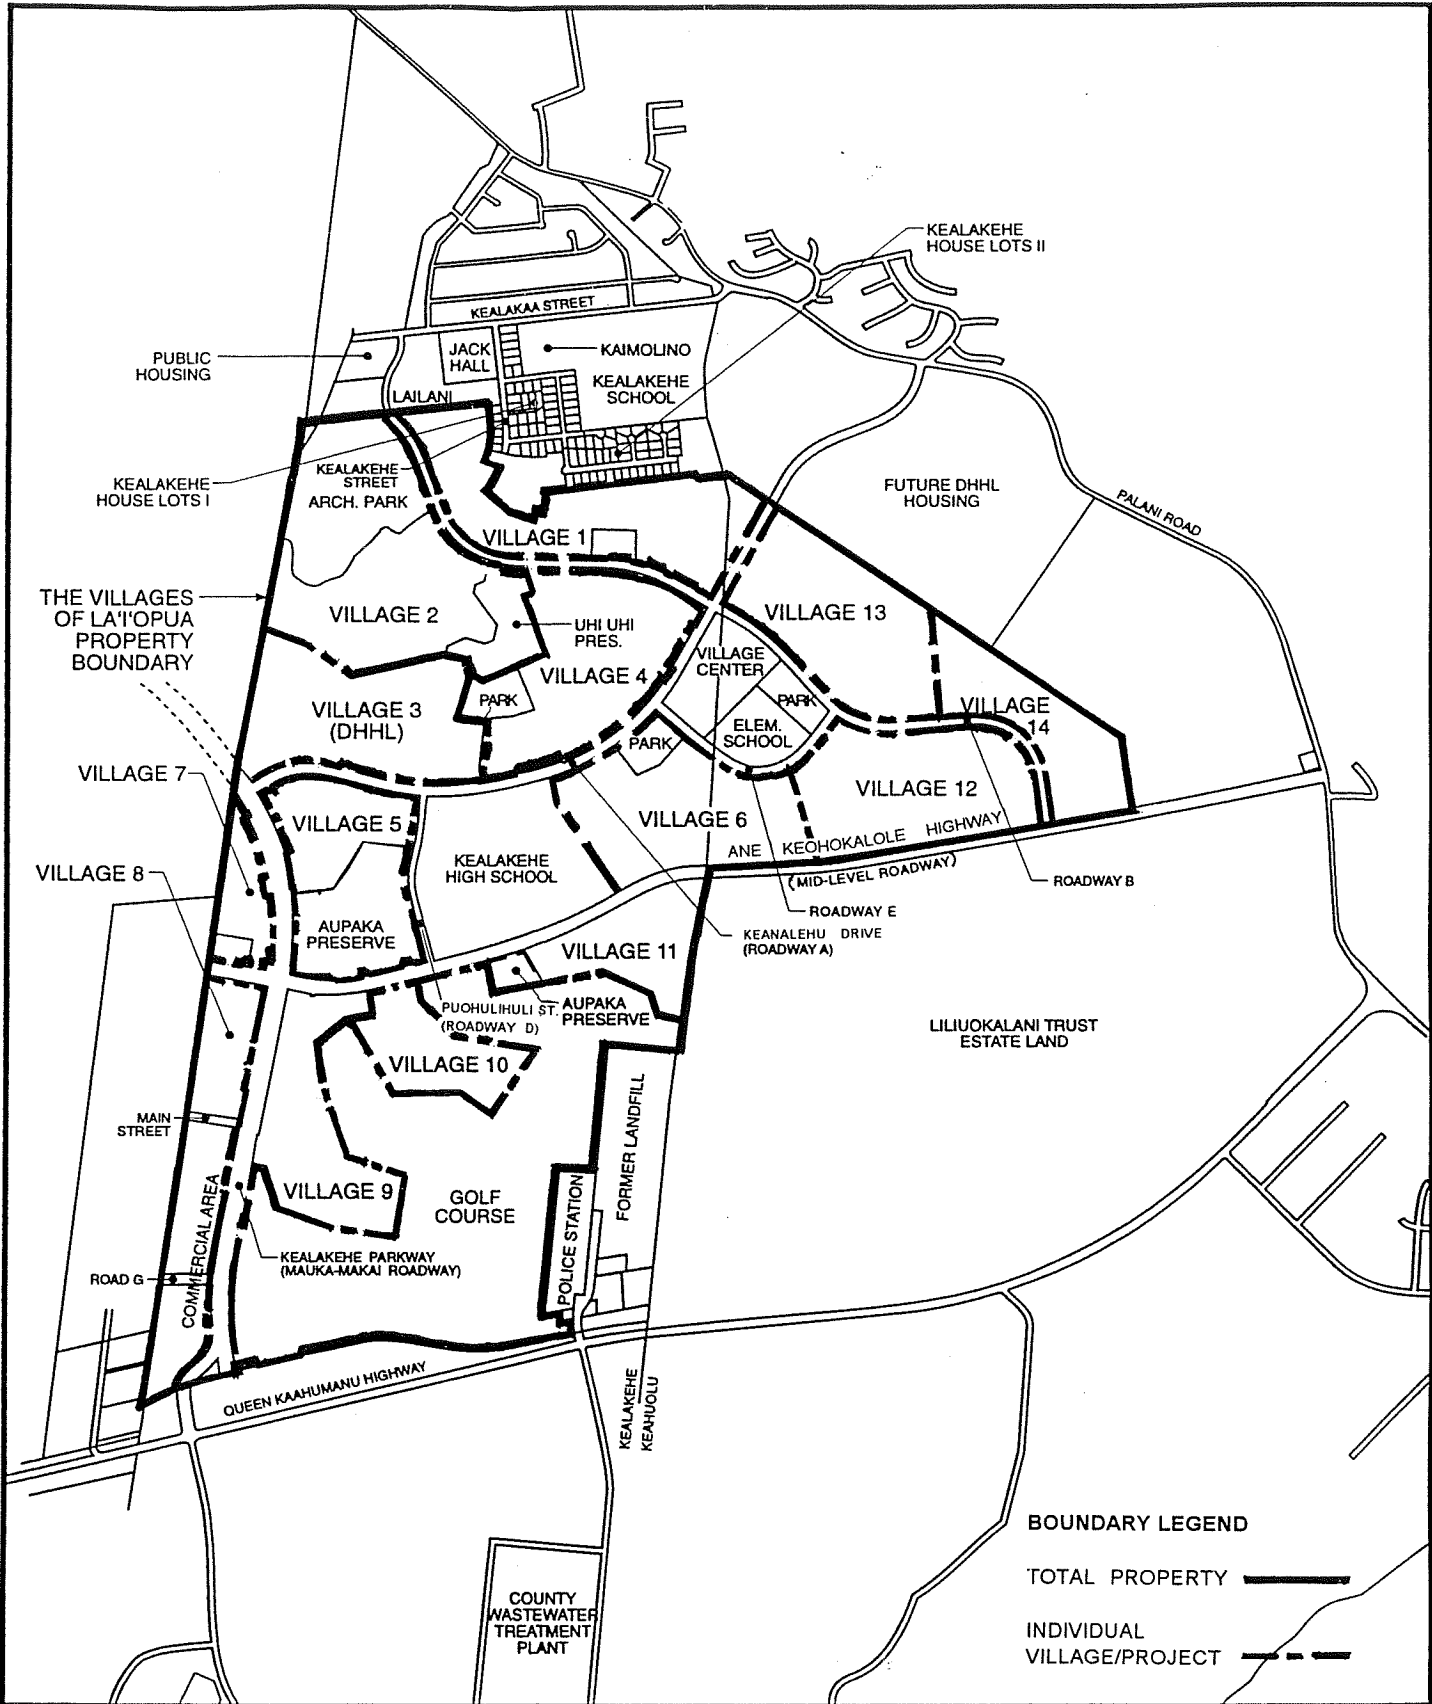 KEALAKEHE
HOUSE LOTS II
KEALAKAA STREET
PUBLIC
HOUSING
JACK
HALL
KAIMOLINO
KEALAKEHE
SCHOOL
LAILANI
KEALAKEHE
STREET
KEALAKEHE
HOUSE LOTS I
ARCH. PARK
FUTURE DHHL
HOUSING
PALANI ROAD
VILLAGE 1
THE VILLAGES
OF LA'I'OPUA
PROPERTY
BOUNDARY
VILLAGE 2
UHI UHI
PRES.
VILLAGE 13
VILLAGE
CENTER
VILLAGE 4
PARK
PARK
VILLAGE 3
(DHHL)
VILLAGE
14
ELEM.
SCHOOL
PARK
VILLAGE 7
VILLAGE 12
VILLAGE 5
VILLAGE 6
ANE KEOHOKALOLE HIGHWAY
(MID-LEVEL ROADWAY)
KEALAKEHE
HIGH SCHOOL
VILLAGE 8
ROADWAY B
ROADWAY E
AUPAKA
PRESERVE
KEANALEHU DRIVE
(ROADWAY A)
VILLAGE 11
PUOHULIHULI ST.
(ROADWAY D)
AUPAKA
PRESERVE
LILIUOKALANI TRUST
ESTATE LAND
VILLAGE 10
MAIN
STREET
FORMER LANDFILL
VILLAGE 9
GOLF
COURSE
POLICE STATION
COMMERCIAL AREA
KEALAKEHE PARKWAY
(MAUKA-MAKAI ROADWAY)
ROAD G
QUEEN KAAHUMANU HIGHWAY
KEALAKEHE
KEAHUOLU
BOUNDARY LEGEND
TOTAL PROPERTY
INDIVIDUAL
VILLAGE/PROJECT
COUNTY
WASTEWATER
TREATMENT
PLANT